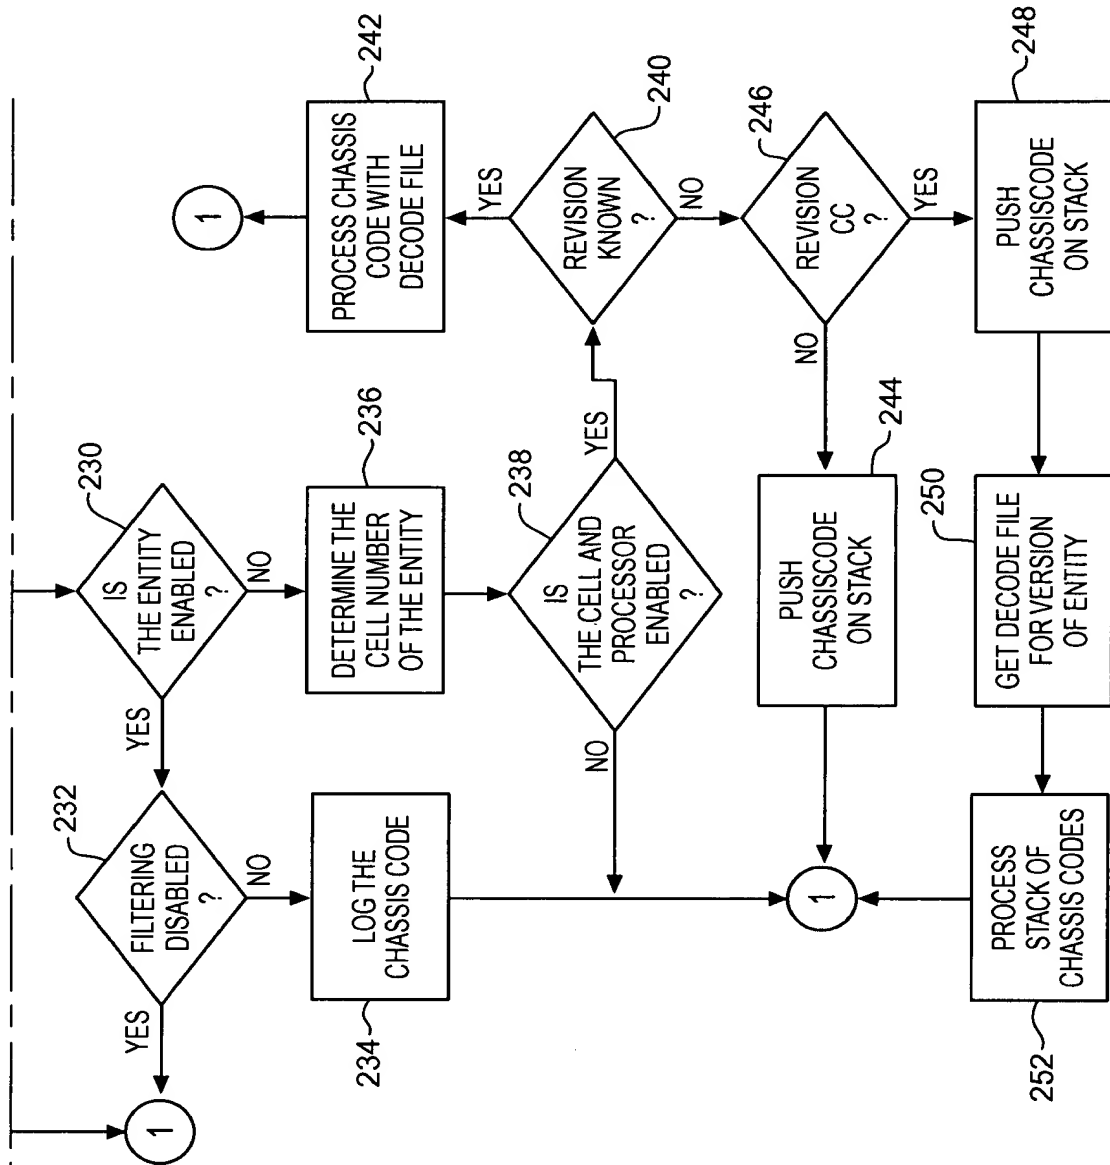 230
IS
THE ENTITY
ENABLED
?
YES
NO
232
FILTERING
DISABLED
?
YES
NO
1
LOG THE
CHASSIS CODE
234
236
DETERMINE THE
CELL NUMBER
OF THE ENTITY
238
IS
THE CELL AND
PROCESSOR
ENABLED
?
YES
NO
242
PROCESS CHASSIS
CODE WITH
DECODE FILE
1
240
REVISION
KNOWN
?
YES
NO
246
REVISION
CC
?
NO
YES
244
PUSH
CHASSISCODE
ON STACK
1
248
PUSH
CHASSISCODE
ON STACK
250
GET DECODE FILE
FOR VERSION
OF ENTITY
252
PROCESS
STACK OF
CHASSIS CODES